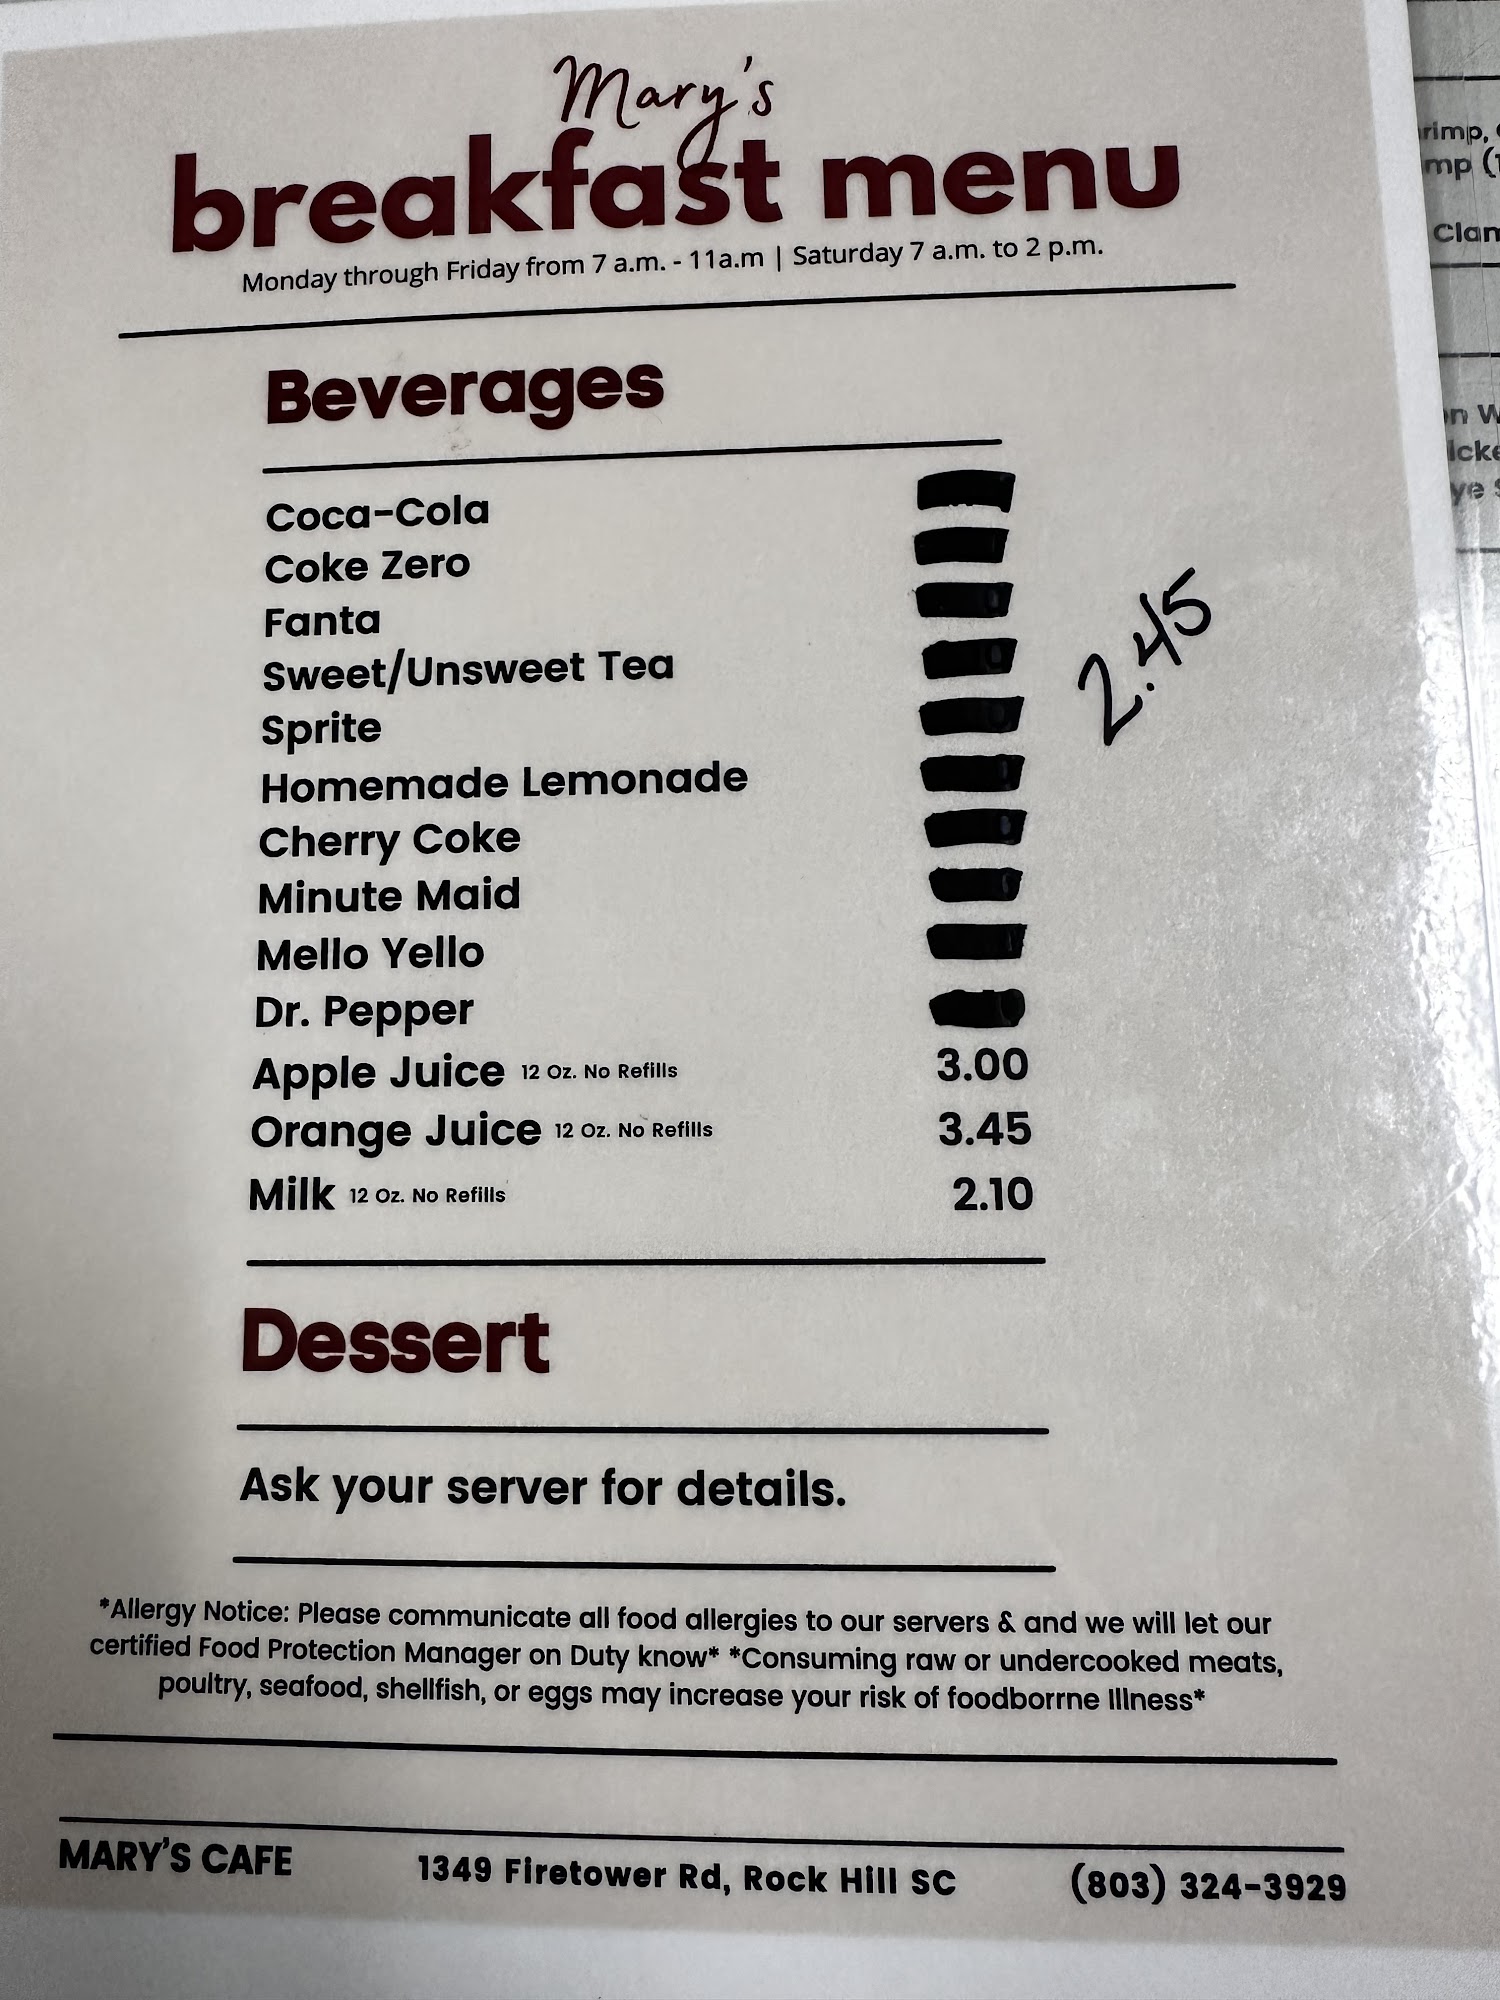 Mary's
breakfast menu
Monday through Friday from 7 a.m. - 11a.m | Saturday 7 a.m. to 2 p.m.
Beverages
Coca-Cola
Coke Zero
Fanta
Sweet/Unsweet Tea
Sprite
2.45
Homemade Lemonade
Cherry Coke
Minute Maid
Mello Yello
Dr. Pepper
Apple Juice 12 Oz. No Refills 3.00
Orange Juice 12 Oz. No Refills 3.45
Milk 12 Oz. No Refills 2.10
Dessert
Ask your server for details.
*Allergy Notice: Please communicate all food allergies to our servers & and we will let our
certified Food Protection Manager on Duty know* *Consuming raw or undercooked meats,
poultry, seafood, shellfish, or eggs may increase your risk of foodborrne Illness*
MARY'S CAFE 1349 Firetower Rd, Rock Hill SC (803) 324-3929